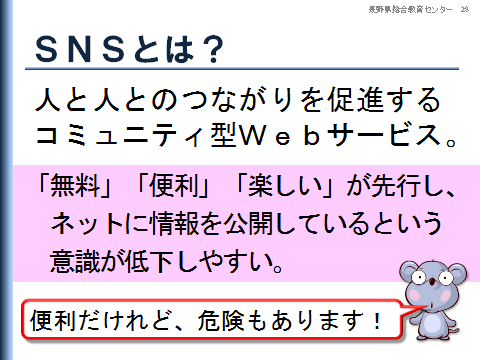 長野県総合教育センター 28
ＳＮＳとは？
人と人とのつながりを促進する
コミュニティ型Ｗｅｂサービス。
「無料」「便利」「楽しい」が先行し、
ネットに情報を公開しているという
意識が低下しやすい。
便利だけれど、危険もあります！